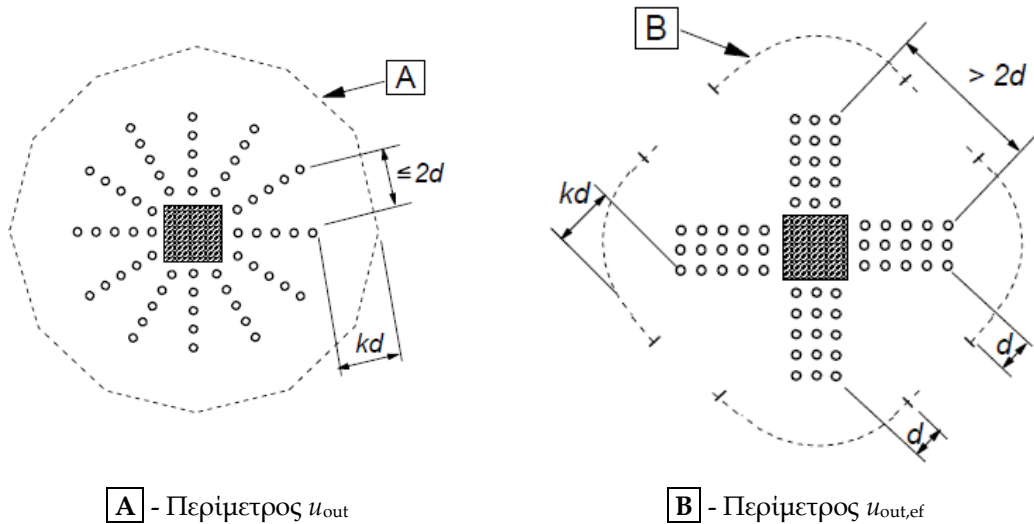 A
≤ 2d
kd
B
> 2d
kd
d
d
A - Περίμετρος uout
B - Περίμετρος uout,ef